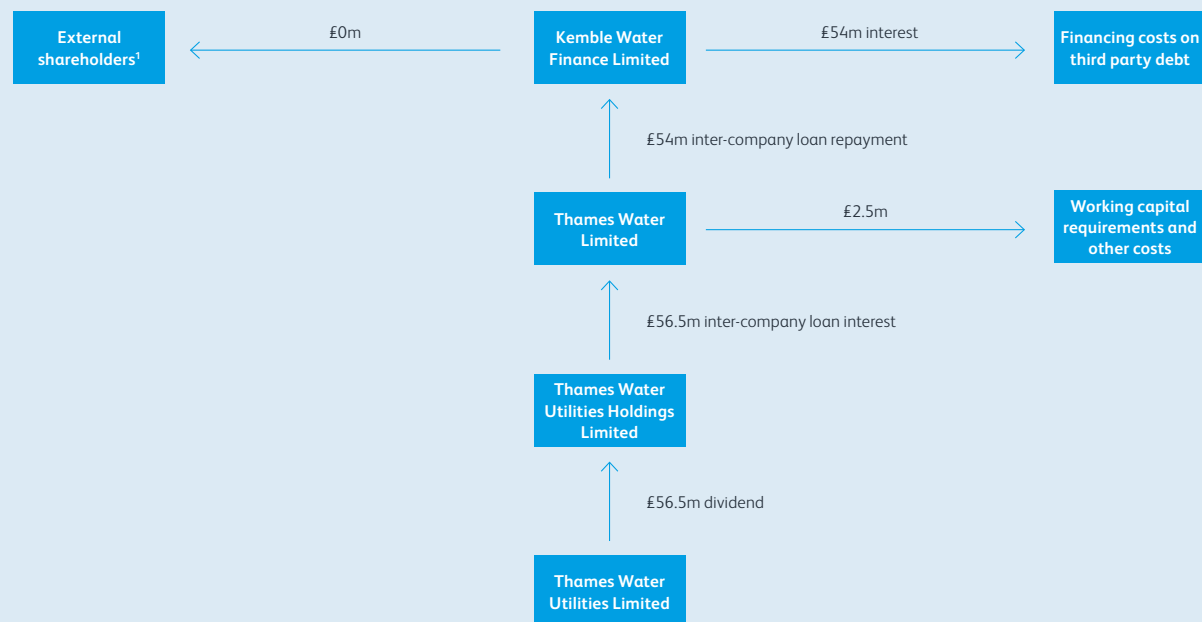 External
shareholders¹
£0m
Kemble Water
Finance Limited
£54m interest
Financing costs on
third party debt
£54m inter-company loan repayment
Thames Water
Limited
£2.5m
Working capital
requirements and
other costs
£56.5m inter-company loan interest
Thames Water
Utilities Holdings
Limited
£56.5m dividend
Thames Water
Utilities Limited